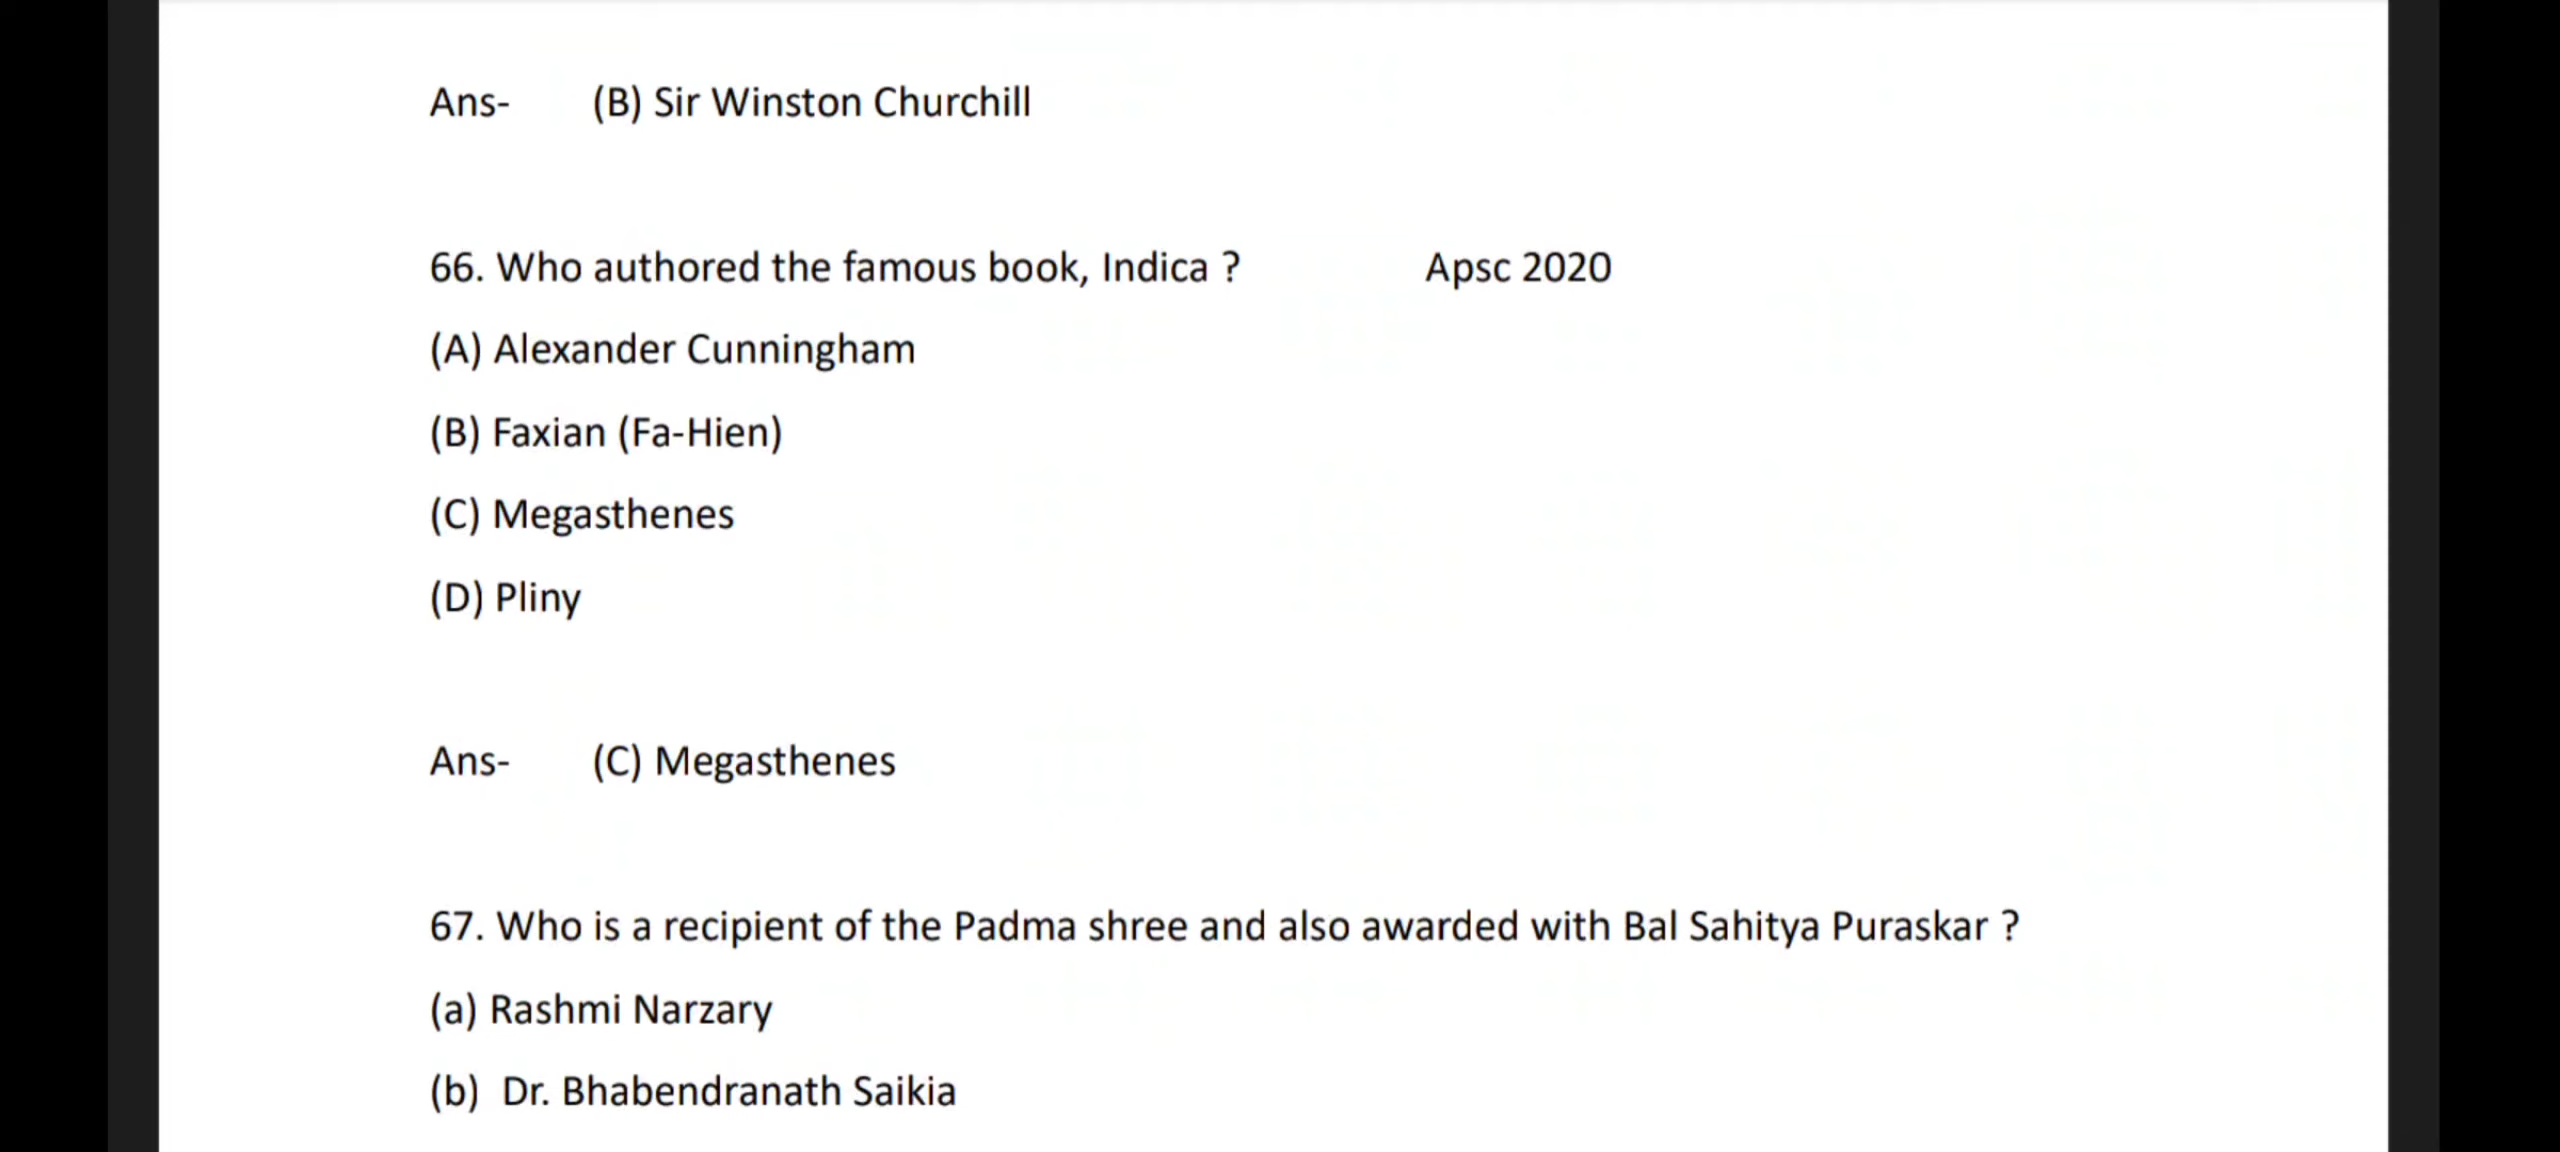 Ans- (B) Sir Winston Churchill
66. Who authored the famous book, Indica ? Apsc 2020
(A) Alexander Cunningham
(B) Faxian (Fa-Hien)
(C) Megasthenes
(D) Pliny
Ans- (C) Megasthenes
67. Who is a recipient of the Padma shree and also awarded with Bal Sahitya Puraskar ?
(a) Rashmi Narzary
(b) Dr. Bhabendranath Saikia